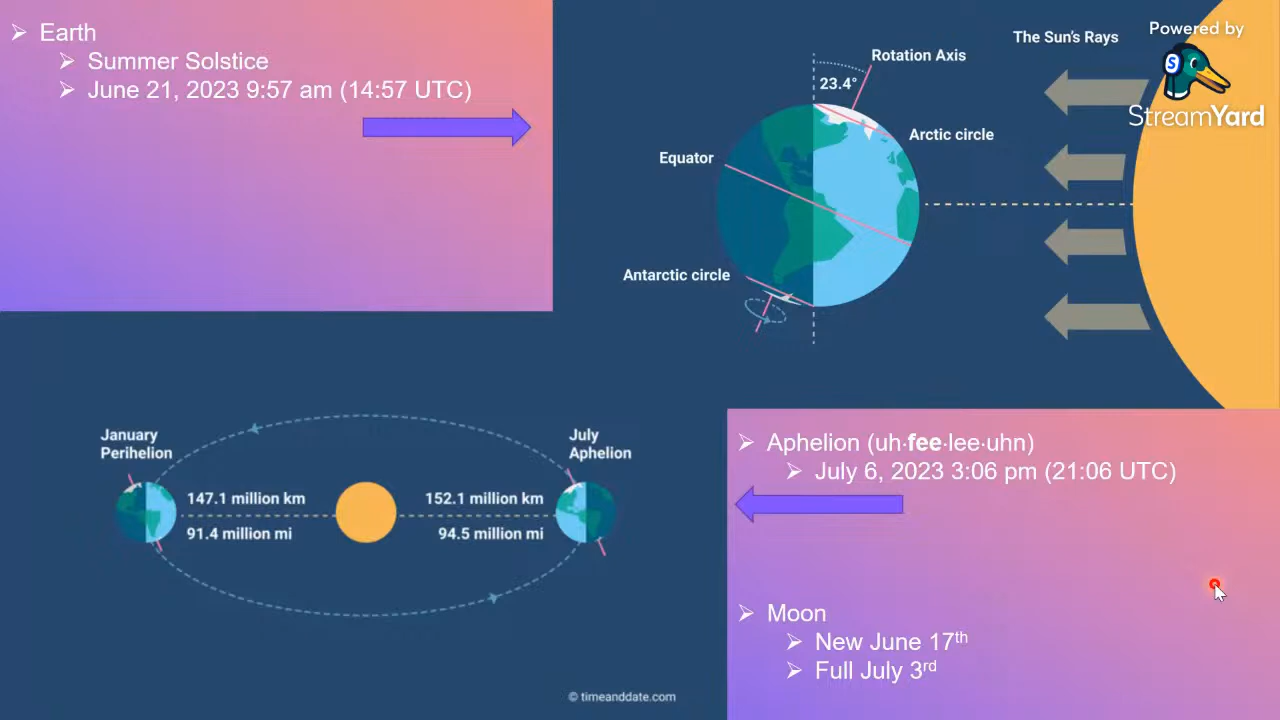 Earth
Summer Solstice
June 21, 2023 9:57 am (14:57 UTC)
Rotation Axis
23.4°
The Sun's Rays
Powered by
S
StreamYard
Arctic circle
Equator
Antarctic circle
January
Perihelion
July
Aphelion
147.1 million km
152.1 million km
91.4 million mi
94.5 million mi
Aphelion (uh·fee·lee·uhn)
July 6, 2023 3:06 pm (21:06 UTC)
Moon
New June 17th
Full July 3rd
© timeanddate.com